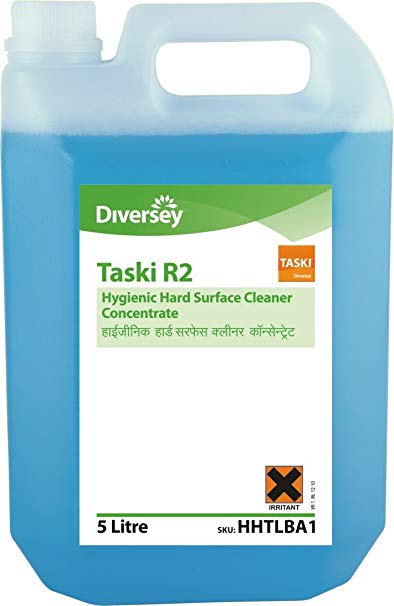 Diversey
Taski R2
TASKI
Diversey
Hygienic Hard Surface Cleaner
Concentrate
हाईजीनिक हार्ड सरफेस क्लीनर कॉन्सेन्ट्रेट
IRRITANT
5 Litre
SKU: HHTLBA1